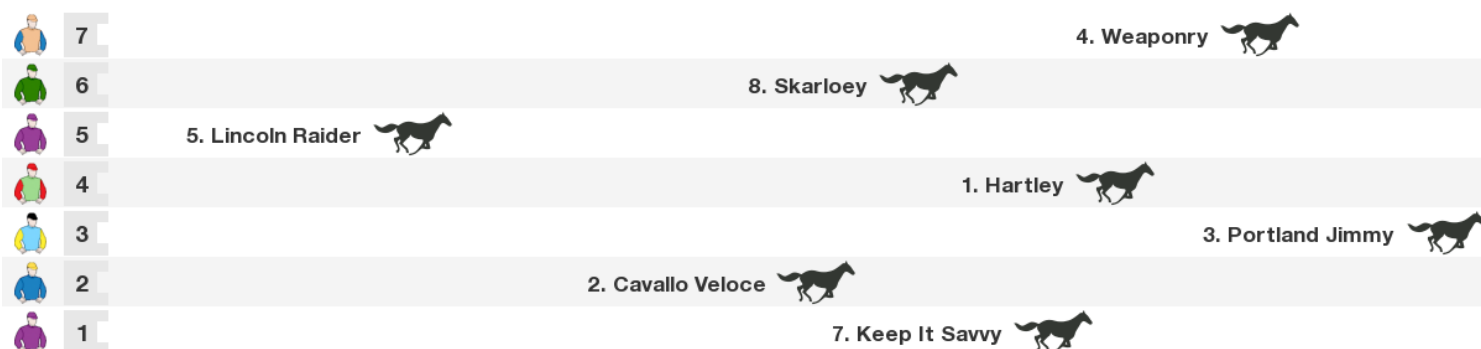 7 4. Weaponry
6 8. Skarloey
5 5. Lincoln Raider
4 1. Hartley
3 3. Portland Jimmy
2 2. Cavallo Veloce
1 7. Keep It Savvy